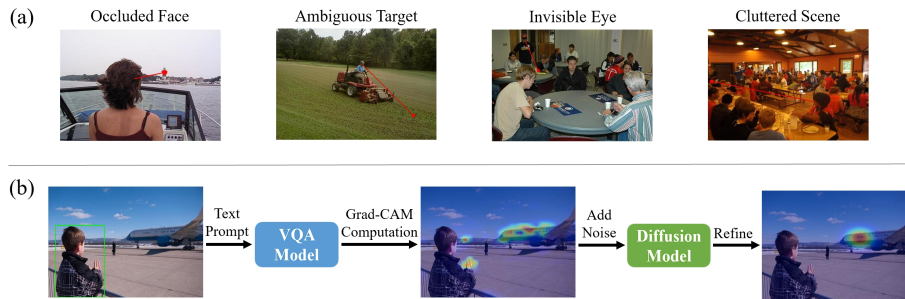 (a)
Occluded Face
Ambiguous Target
Invisible Eye
Cluttered Scene
(b)
Text
Prompt
VQA
Model
Grad-CAM
Computation
Add
Noise
Diffusion
Model
Refine